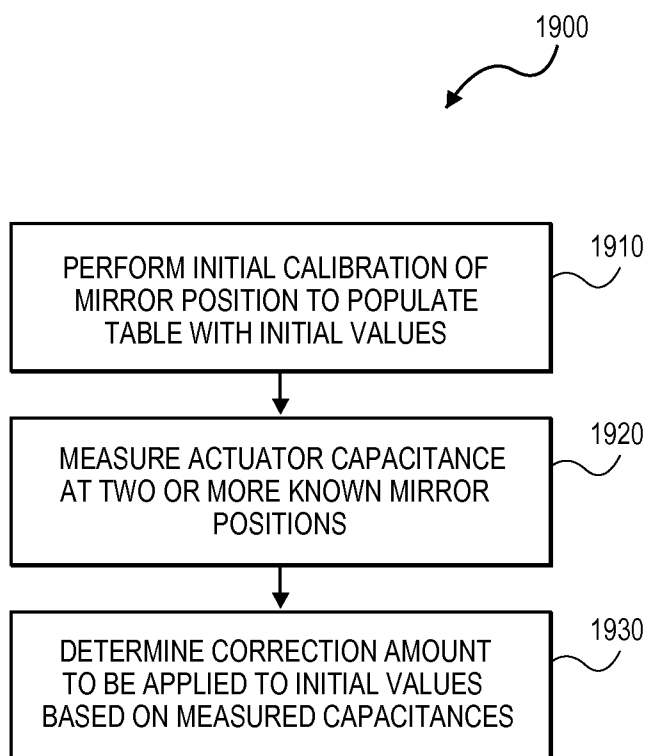 1900
PERFORM INITIAL CALIBRATION OF
MIRROR POSITION TO POPULATE
TABLE WITH INITIAL VALUES
1910
MEASURE ACTUATOR CAPACITANCE
AT TWO OR MORE KNOWN MIRROR
POSITIONS
1920
DETERMINE CORRECTION AMOUNT
TO BE APPLIED TO INITIAL VALUES
BASED ON MEASURED CAPACITANCES
1930